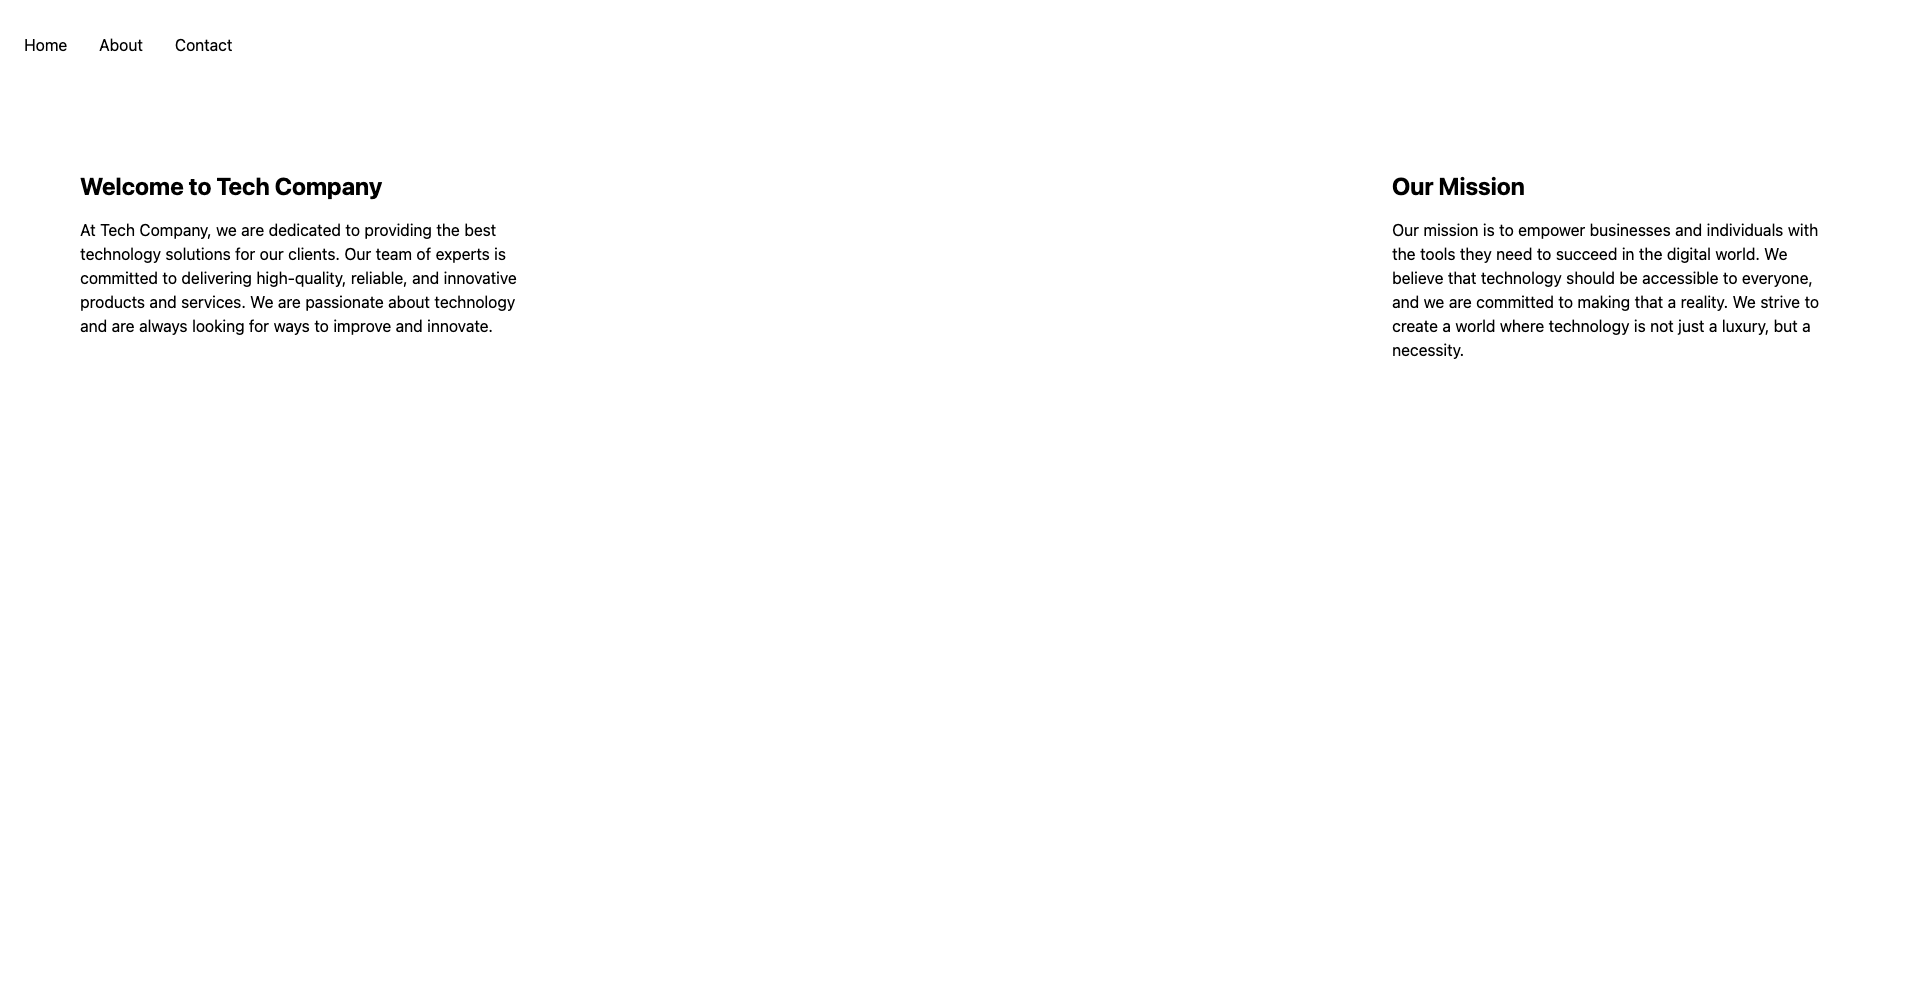 Home About Contact
Welcome to Tech Company
At Tech Company, we are dedicated to providing the best
technology solutions for our clients. Our team of experts is
committed to delivering high-quality, reliable, and innovative
products and services. We are passionate about technology
and are always looking for ways to improve and innovate.
Our Mission
Our mission is to empower businesses and individuals with
the tools they need to succeed in the digital world. We
believe that technology should be accessible to everyone,
and we are committed to making that a reality. We strive to
create a world where technology is not just a luxury, but a
necessity.